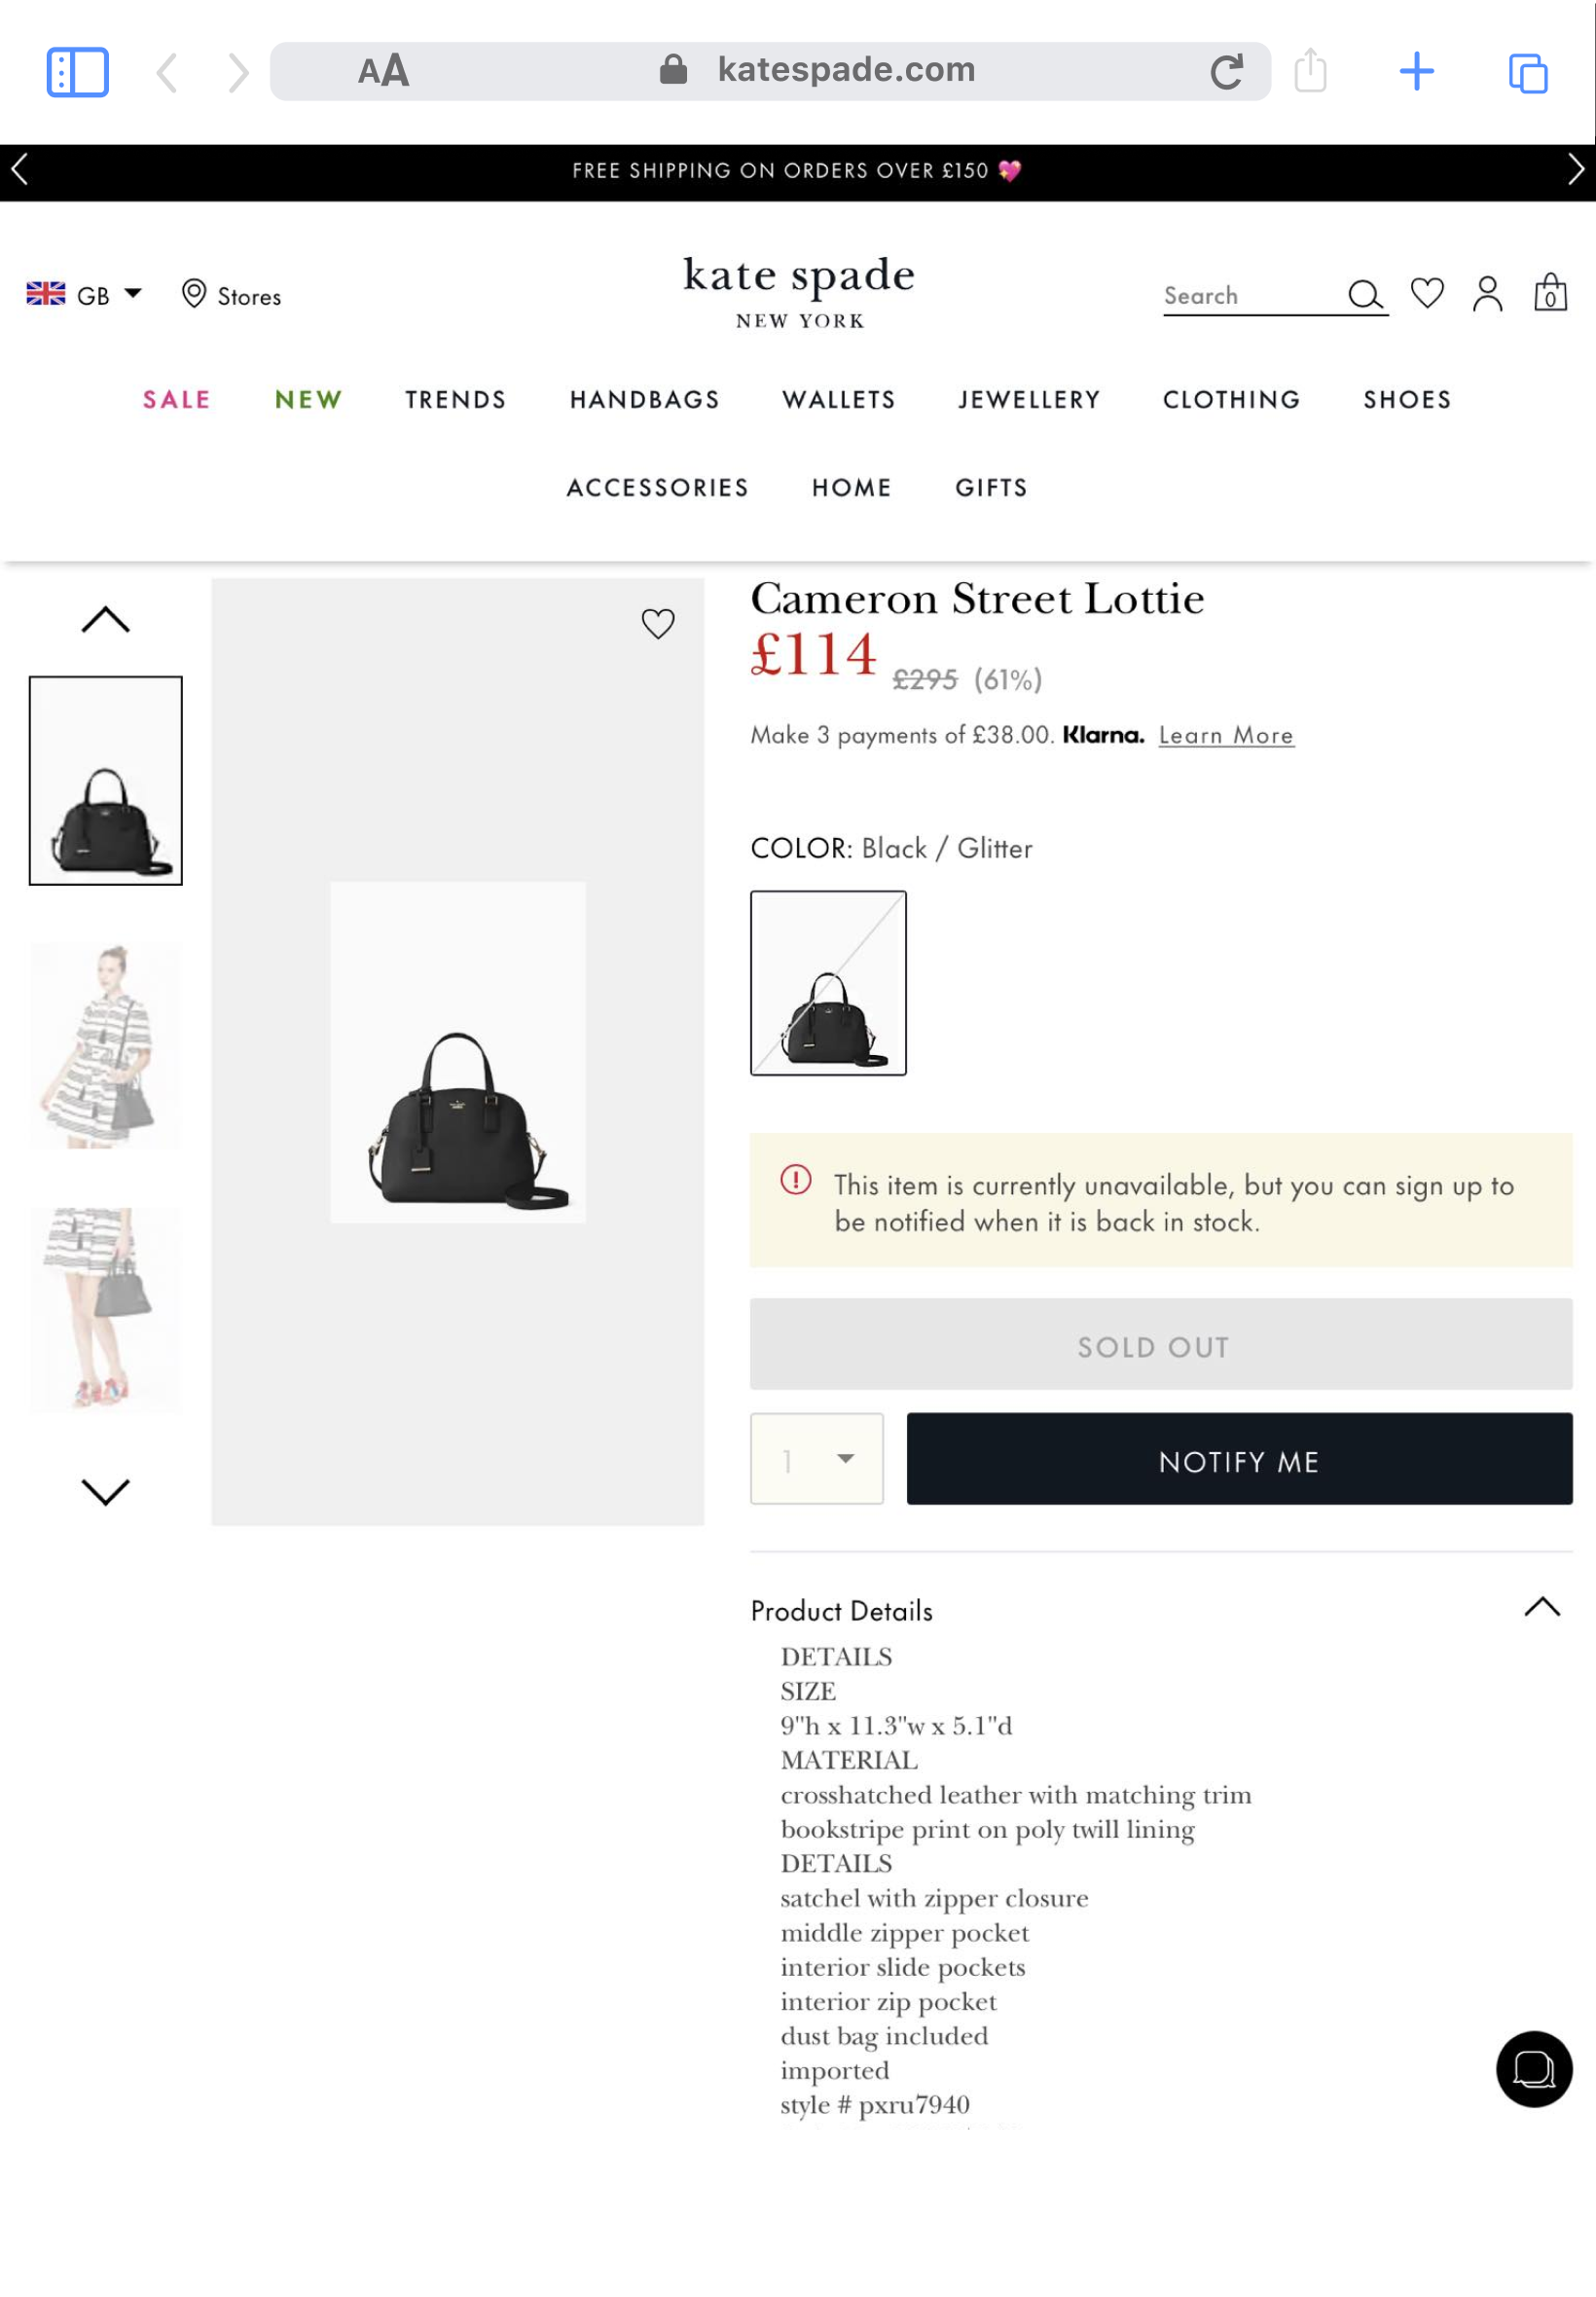 AA
katespade.com
FREE SHIPPING ON ORDERS OVER £150 💖
GB
Stores
kate spade
NEW YORK
Search
0
SALE NEW TRENDS HANDBAGS WALLETS JEWELLERY CLOTHING SHOES
ACCESSORIES HOME GIFTS
Cameron Street Lottie
£114 £295 (61%)
Make 3 payments of £38.00. Klarna. Learn More
COLOR: Black / Glitter
This item is currently unavailable, but you can sign up to
be notified when it is back in stock.
SOLD OUT
1
NOTIFY ME
Product Details
DETAILS
SIZE
9"h x 11.3"w x 5.1"d
MATERIAL
crosshatched leather with matching trim
bookstripe print on poly twill lining
DETAILS
satchel with zipper closure
middle zipper pocket
interior slide pockets
interior zip pocket
dust bag included
imported
style # pxru7940